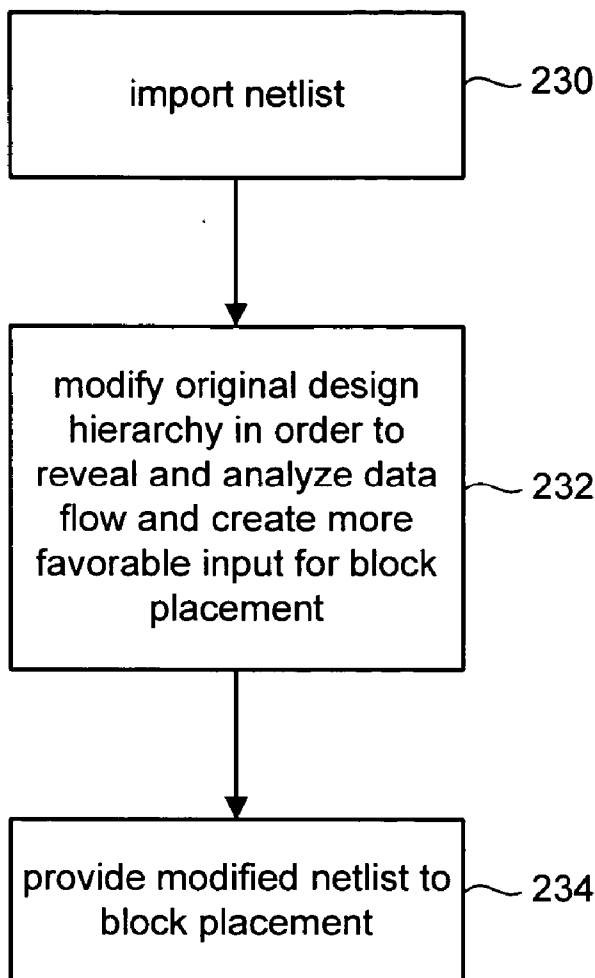 import netlist
230
modify original design
hierarchy in order to
reveal and analyze data
flow and create more
favorable input for block
placement
232
provide modified netlist to
block placement
234